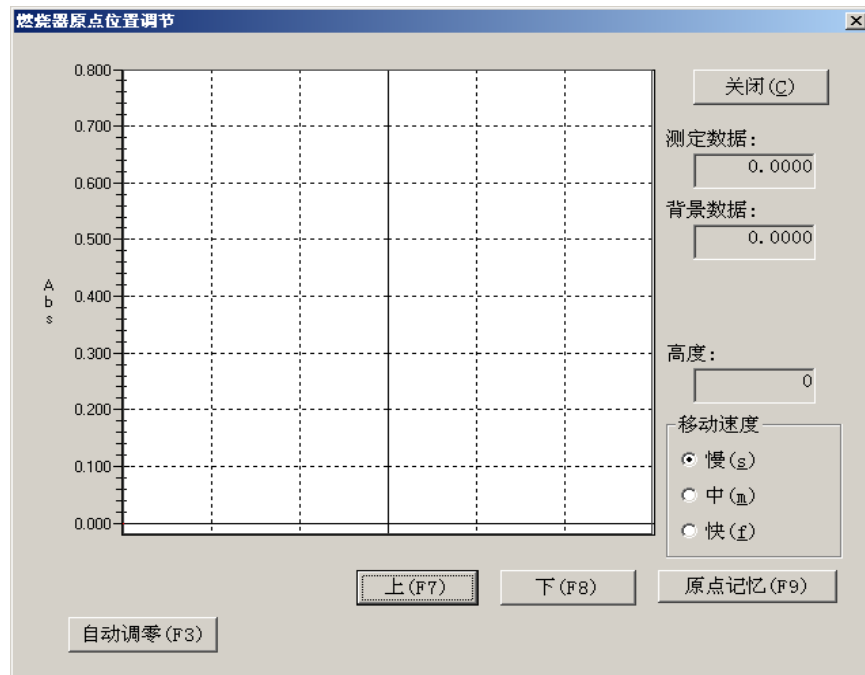 燃烧器原点位置调节
0.800
0.700
0.600
0.500
0.400
0.300
0.200
0.100
0.000
Abs
关闭(C)
测定数据:
0.0000
背景数据:
0.0000
高度:
0
移动速度
慢(s)
中(m)
快(f)
上(F7)
下(F8)
原点记忆(F9)
自动调零(F3)